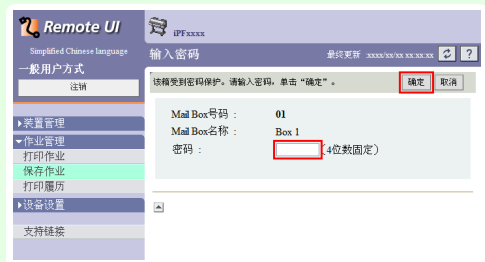 Remote UI
Simplified Chinese language
一般用户方式
注销
▸装置管理
▾作业管理
打印作业
保存作业
打印履历
▸设备设置
支持链接
iPFxxxx
输入密码
最终更新 xxxx/xx/xx xx:xx:xx
?
该箱受到密码保护。请输入密码,单击“确定”。
确定
取消
Mail Box号码 : 01
Mail Box名称 : Box 1
密码 : (4位数固定)